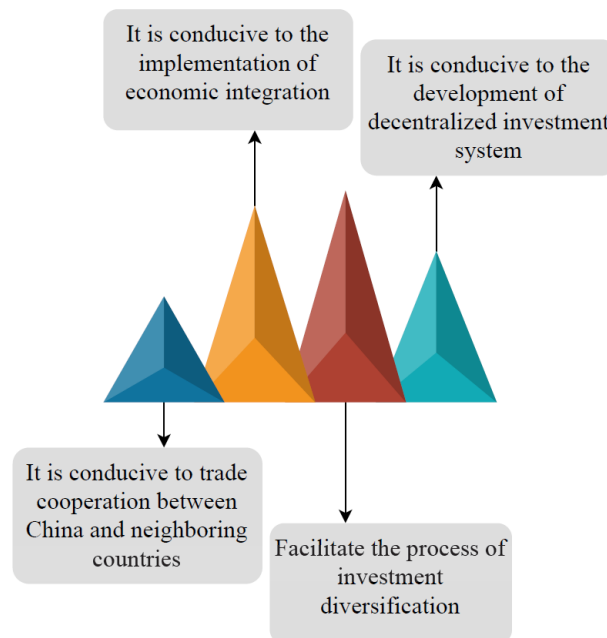 It is conducive to the
implementation of
economic integration
It is conducive to the
development of
decentralized investment
system
It is conducive to trade
cooperation between
China and neighboring
countries
Facilitate the process of
investment
diversification